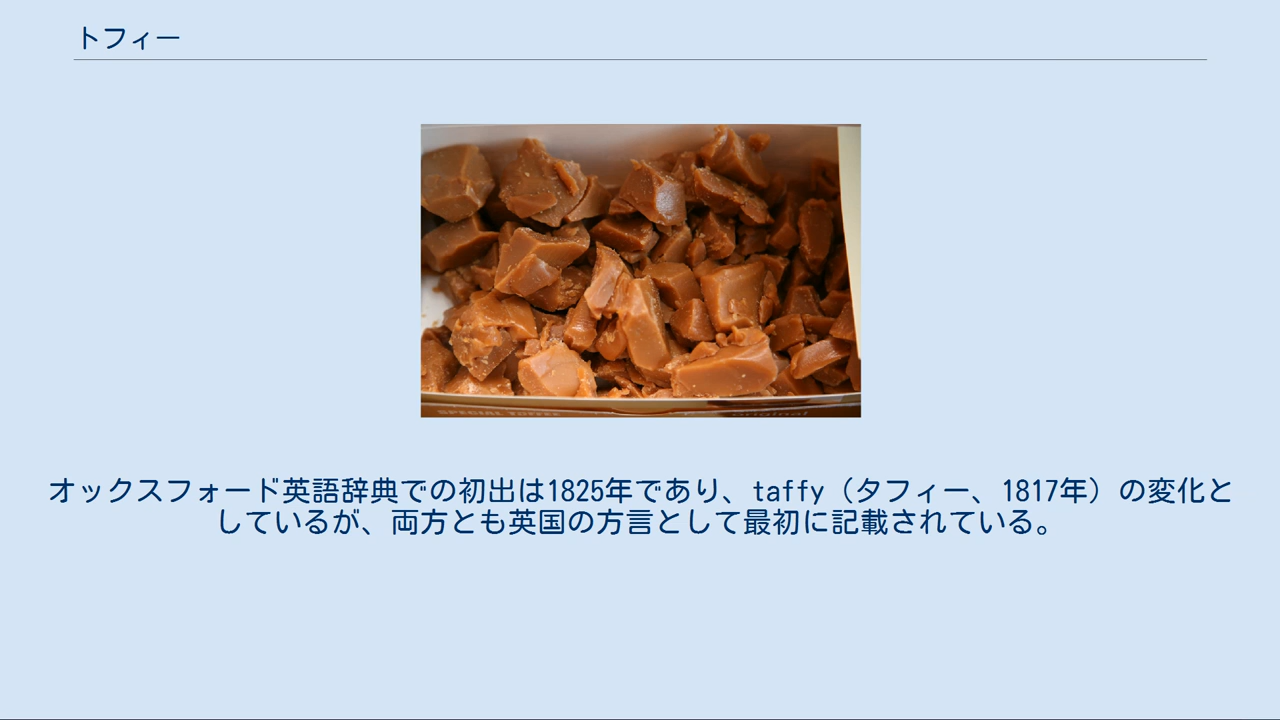 トフィー
SPECIAL TOFFEE
original
オックスフォード英語辞典での初出は1825年であり、taffy（タフィー、1817年）の変化と
しているが、両方とも英国の方言として最初に記載されている。